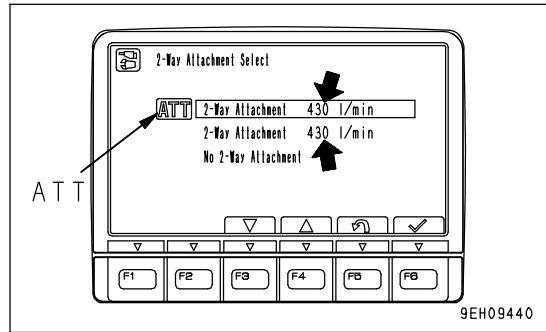 2-Way Attachment Select
ATT 2-Way Attachment 430 l/min
2-Way Attachment 430 l/min
No 2-Way Attachment
ATT
F1 F2 F3 F4 F5 F6
9EH09440